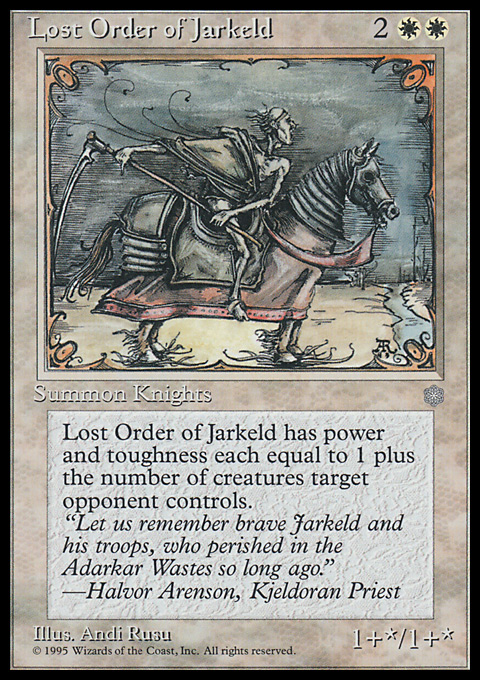 Lost Order of Jarkeld 2
AR
Summon Knights
Lost Order of Jarkeld has power
and toughness each equal to 1 plus
the number of creatures target
opponent controls.
“Let us remember brave Jarkeld and
his troops, who perished in the
Adarkar Wastes so long ago.”
—Halvor Arenson, Kjeldoran Priest
Illus. Andi Rusu 1+*/1+*
© 1995 Wizards of the Coast, Inc. All rights reserved.